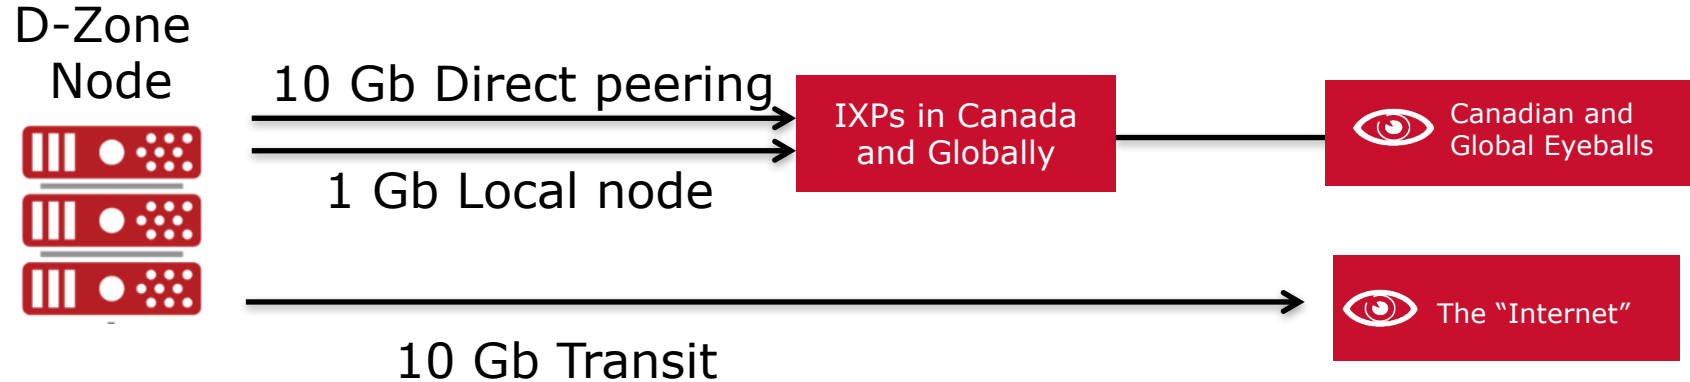 D-Zone
Node
10 Gb Direct peering
1 Gb Local node
IXPs in Canada
and Globally
Canadian and
Global Eyeballs
10 Gb Transit
The “Internet”